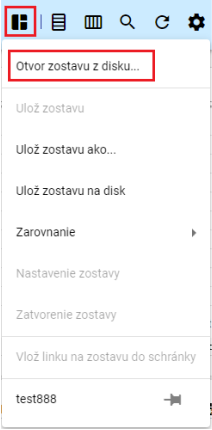 Otvor zostavu z disku...
Ulož zostavu
Ulož zostavu ako...
Ulož zostavu na disk
Zarovnanie
Nastavenie zostavy
Zatvorenie zostavy
Vlož linku na zostavu do schránky
test888